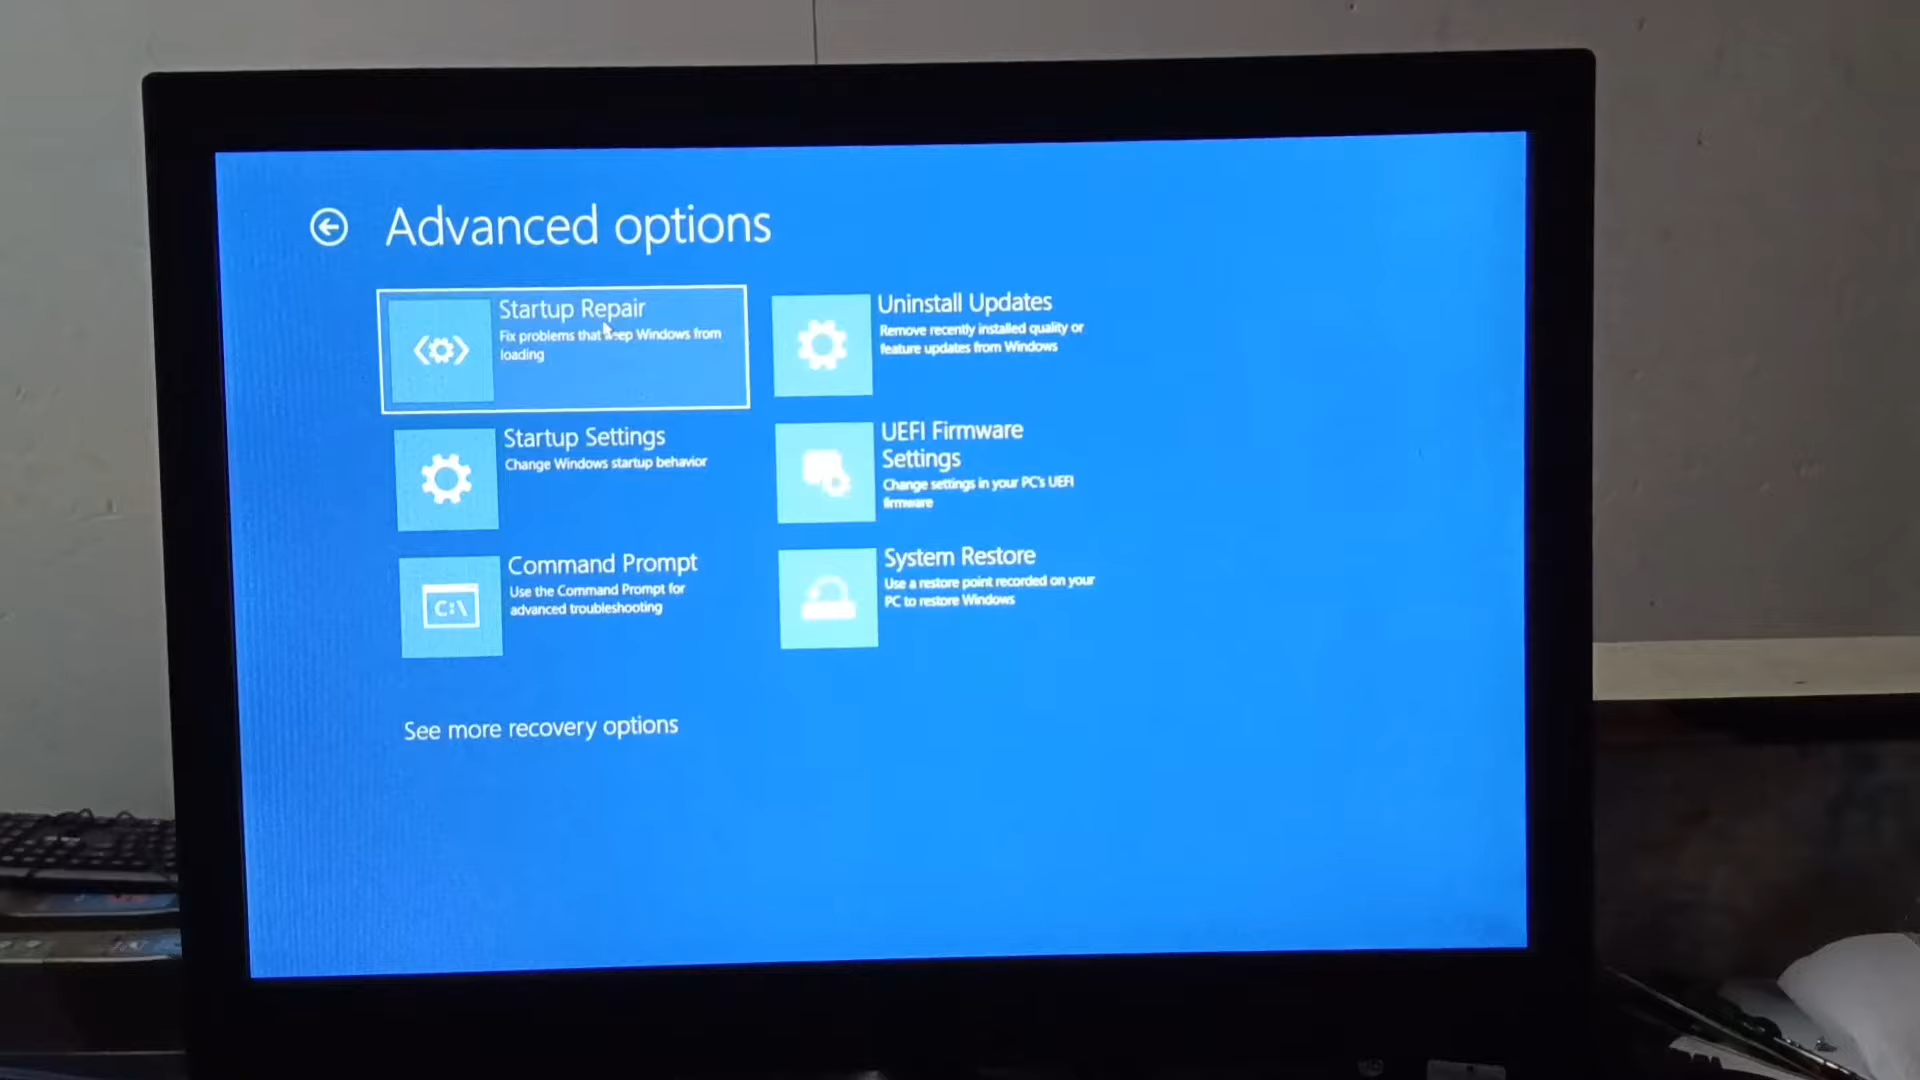 Advanced options
Startup Repair
Fix problems that keep Windows from
loading
Uninstall Updates
Remove recently installed quality or
feature updates from Windows
Startup Settings
Change Windows startup behavior
UEFI Firmware
Settings
Change settings in your PC's UEFI
firmware
C:\
Command Prompt
Use the Command Prompt for
advanced troubleshooting
System Restore
Use a restore point recorded on your
PC to restore Windows
See more recovery options